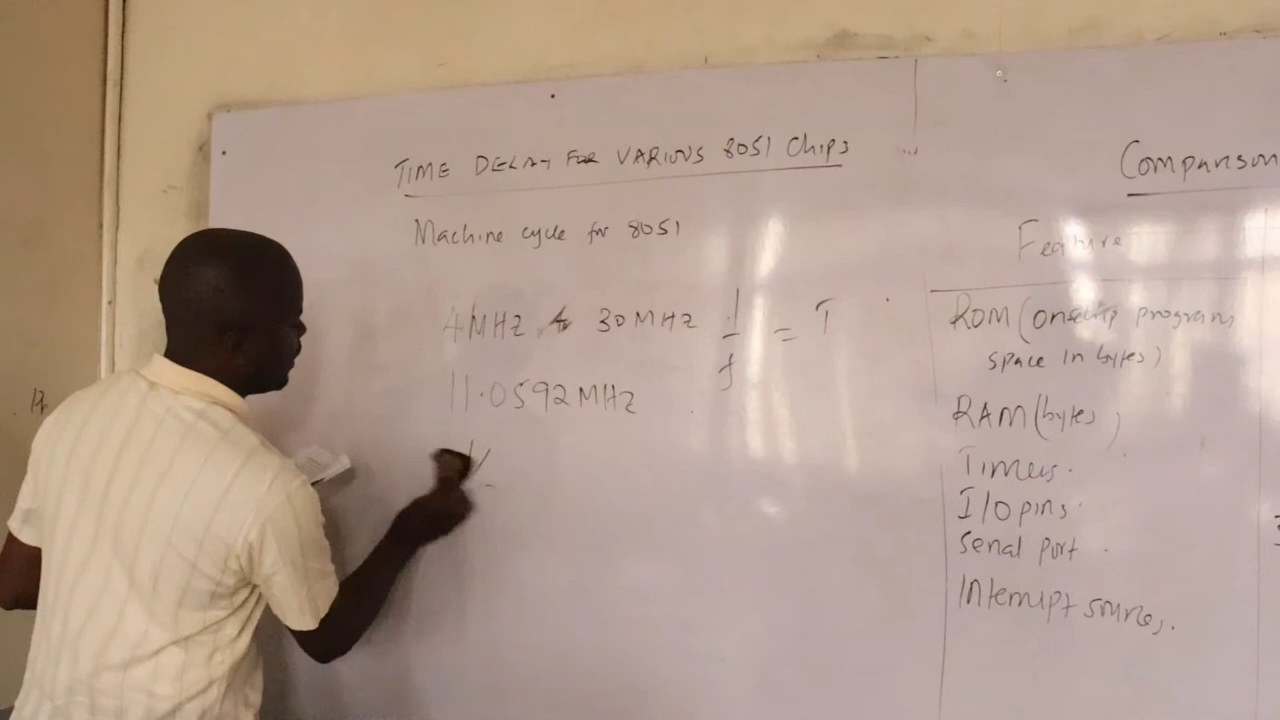 TIME DELAY FOR VARIOUS 8051 Chips
Machine cycle for 8051
4MHZ to 30MHZ 1/f = T
11.0592MHZ
1/
Comparison
Feature
ROM (onchip program
space in bytes)
RAM (bytes)
Timers.
I/O pins.
Serial port.
Interrupt sources.